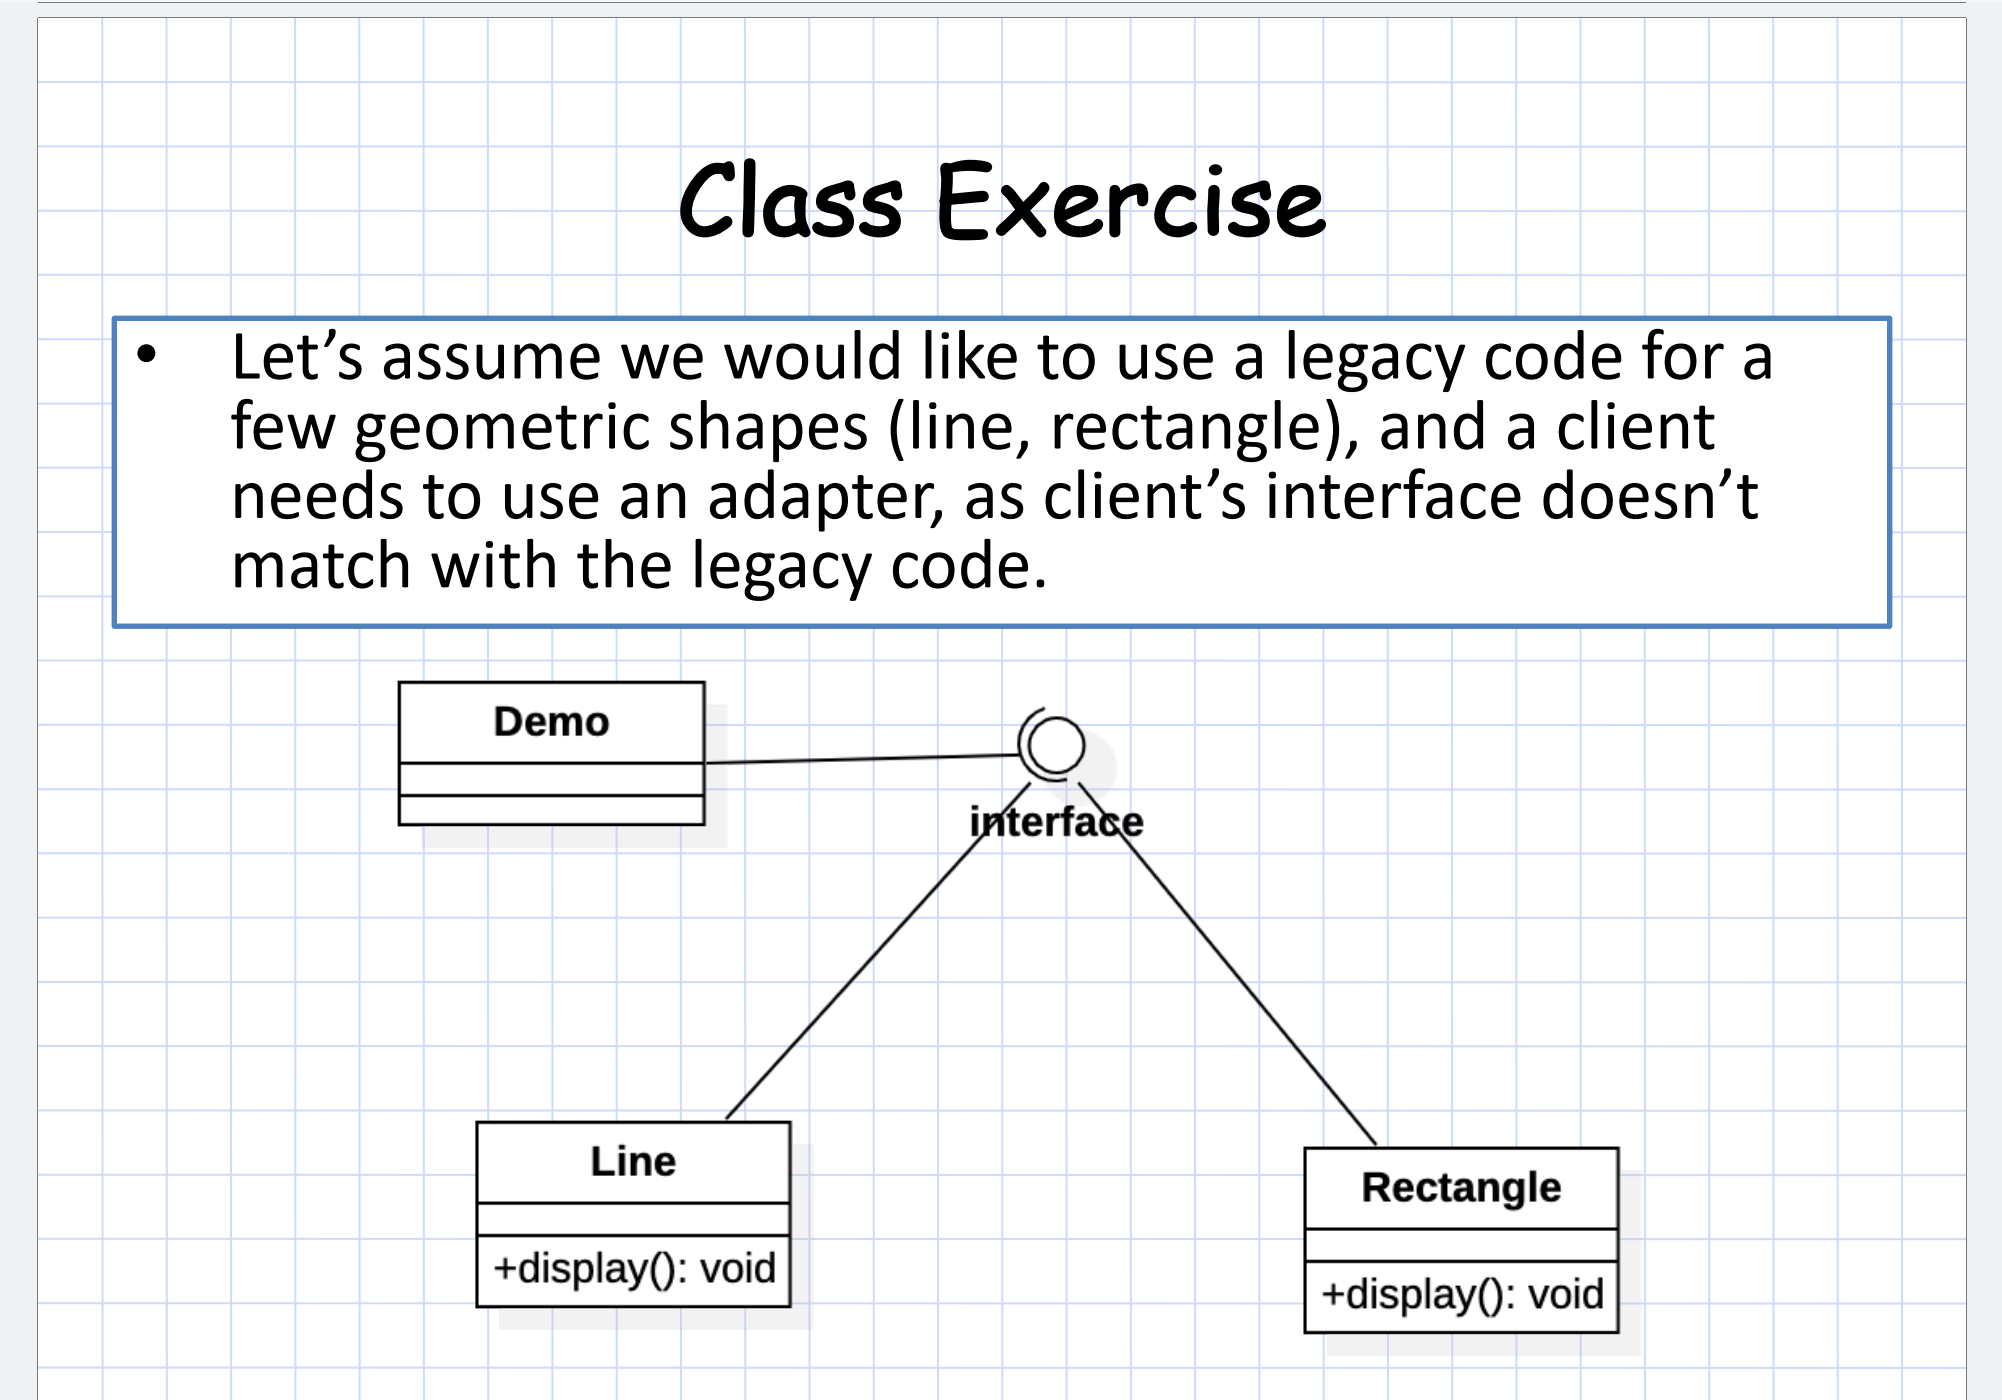 Class Exercise
• Let’s assume we would like to use a legacy code for a
few geometric shapes (line, rectangle), and a client
needs to use an adapter, as client’s interface doesn’t
match with the legacy code.
Demo
interface
Line
+display(): void
Rectangle
+display(): void